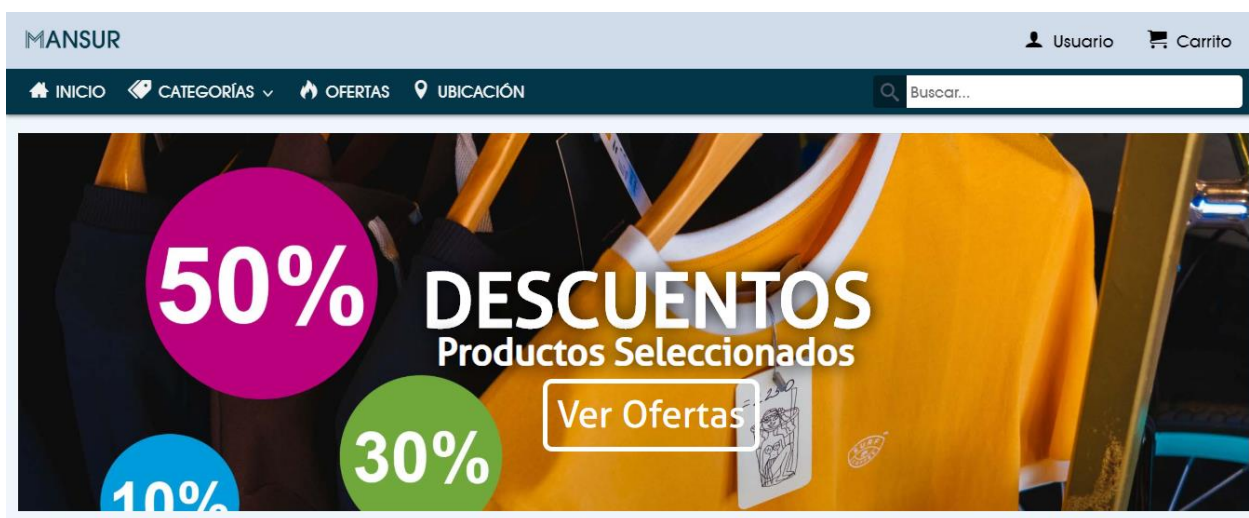 MANSUR
Usuario
Carrito
INICIO
CATEGORÍAS
OFERTAS
UBICACIÓN
Buscar...
50%
DESCUENTOS
Productos Seleccionados
Ver Ofertas
30%
10%